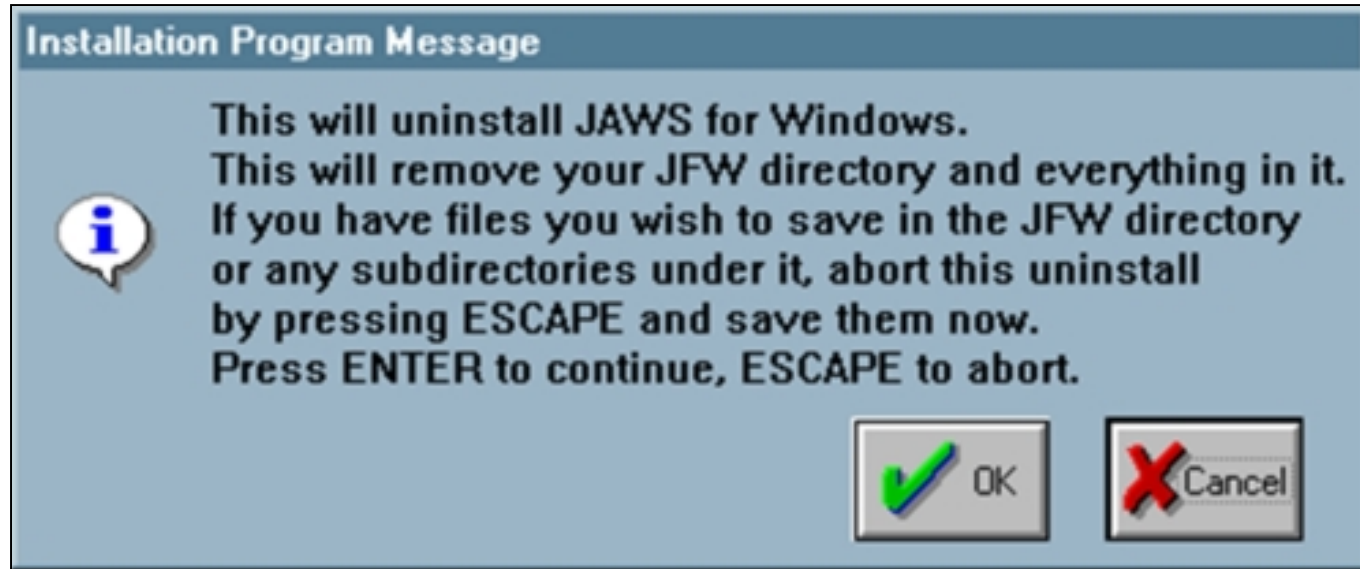 Installation Program Message
This will uninstall JAWS for Windows.
This will remove your JFW directory and everything in it.
If you have files you wish to save in the JFW directory
or any subdirectories under it, abort this uninstall
by pressing ESCAPE and save them now.
Press ENTER to continue, ESCAPE to abort.
OK
Cancel